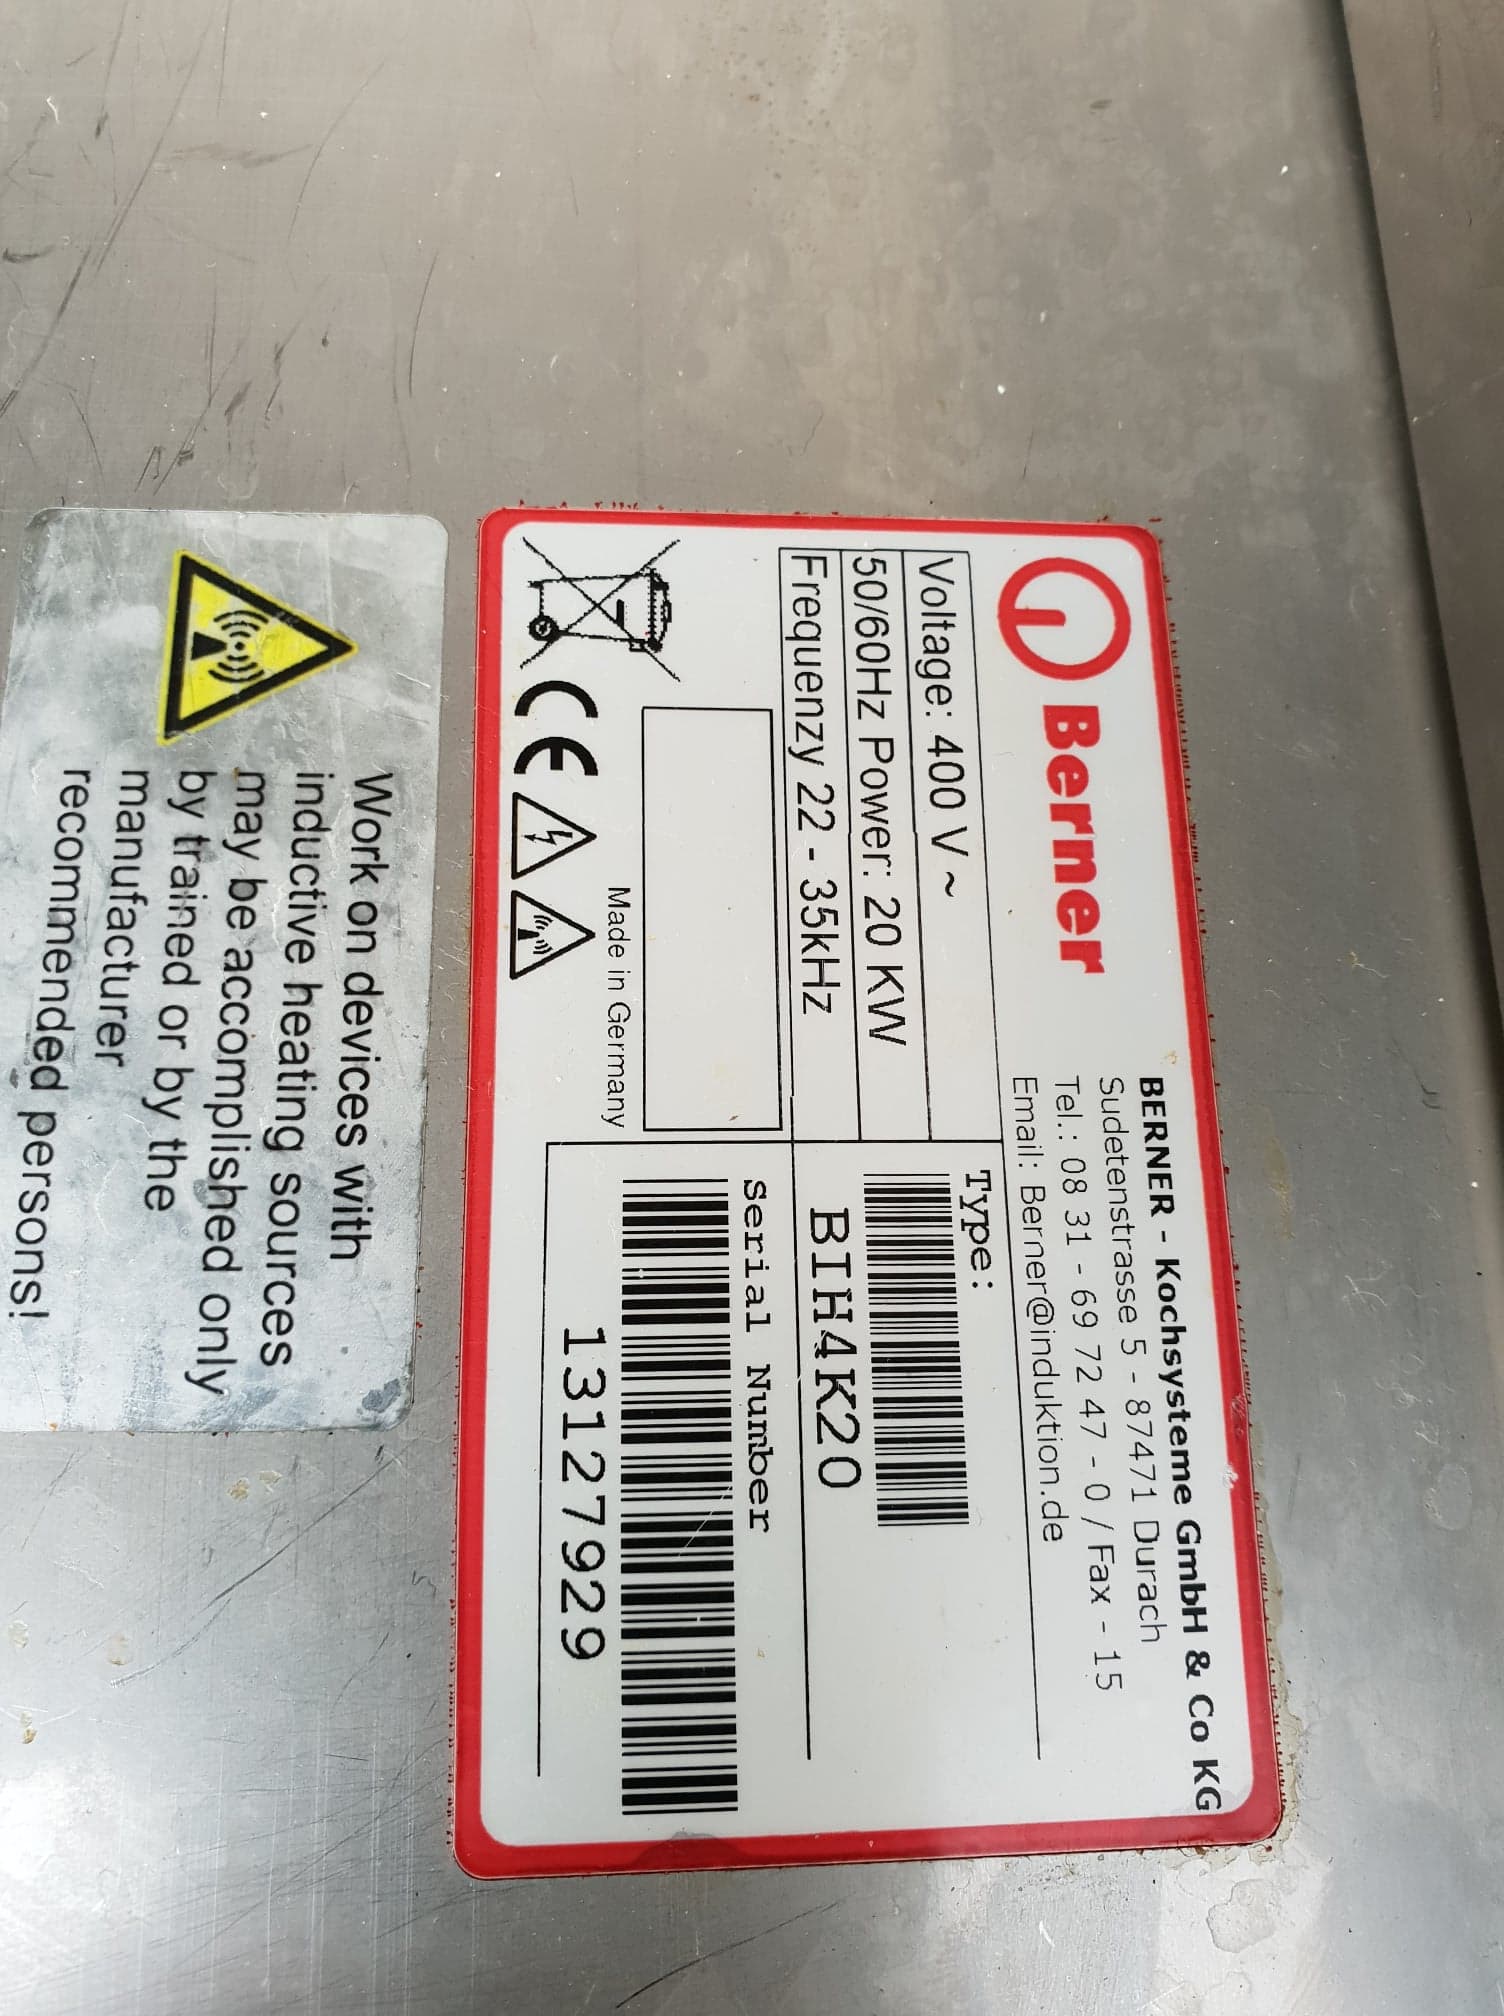 Berner
BERNER - Kochsysteme GmbH & Co KG
Sudetenstrasse 5 - 87471 Durach
Tel.: 08 31 - 69 72 47 - 0 / Fax - 15
Email: Berner@induktion.de
Voltage: 400 V ~
50/60Hz Power: 20 KW
Frequenzy 22 - 35kHz
Made in Germany
CE
Type:
BIH4K20
Serial Number
13127929
Work on devices with
inductive heating sources
may be accomplished only
by trained or by the
manufacturer
recommended persons!